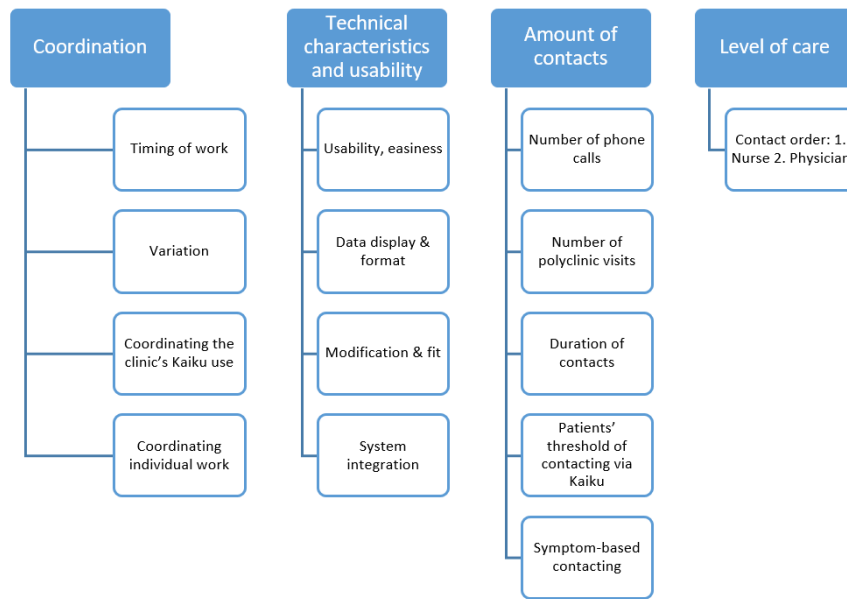 Coordination
Timing of work
Variation
Coordinating the
clinic's Kaiku use
Coordinating
individual work
Technical
characteristics
and usability
Usability, easiness
Data display &
format
Modification & fit
System
integration
Amount of
contacts
Number of phone
calls
Number of
polyclinic visits
Duration of
contacts
Patients'
threshold of
contacting via
Kaiku
Symptom-based
contacting
Level of care
Contact order: 1.
Nurse 2. Physician